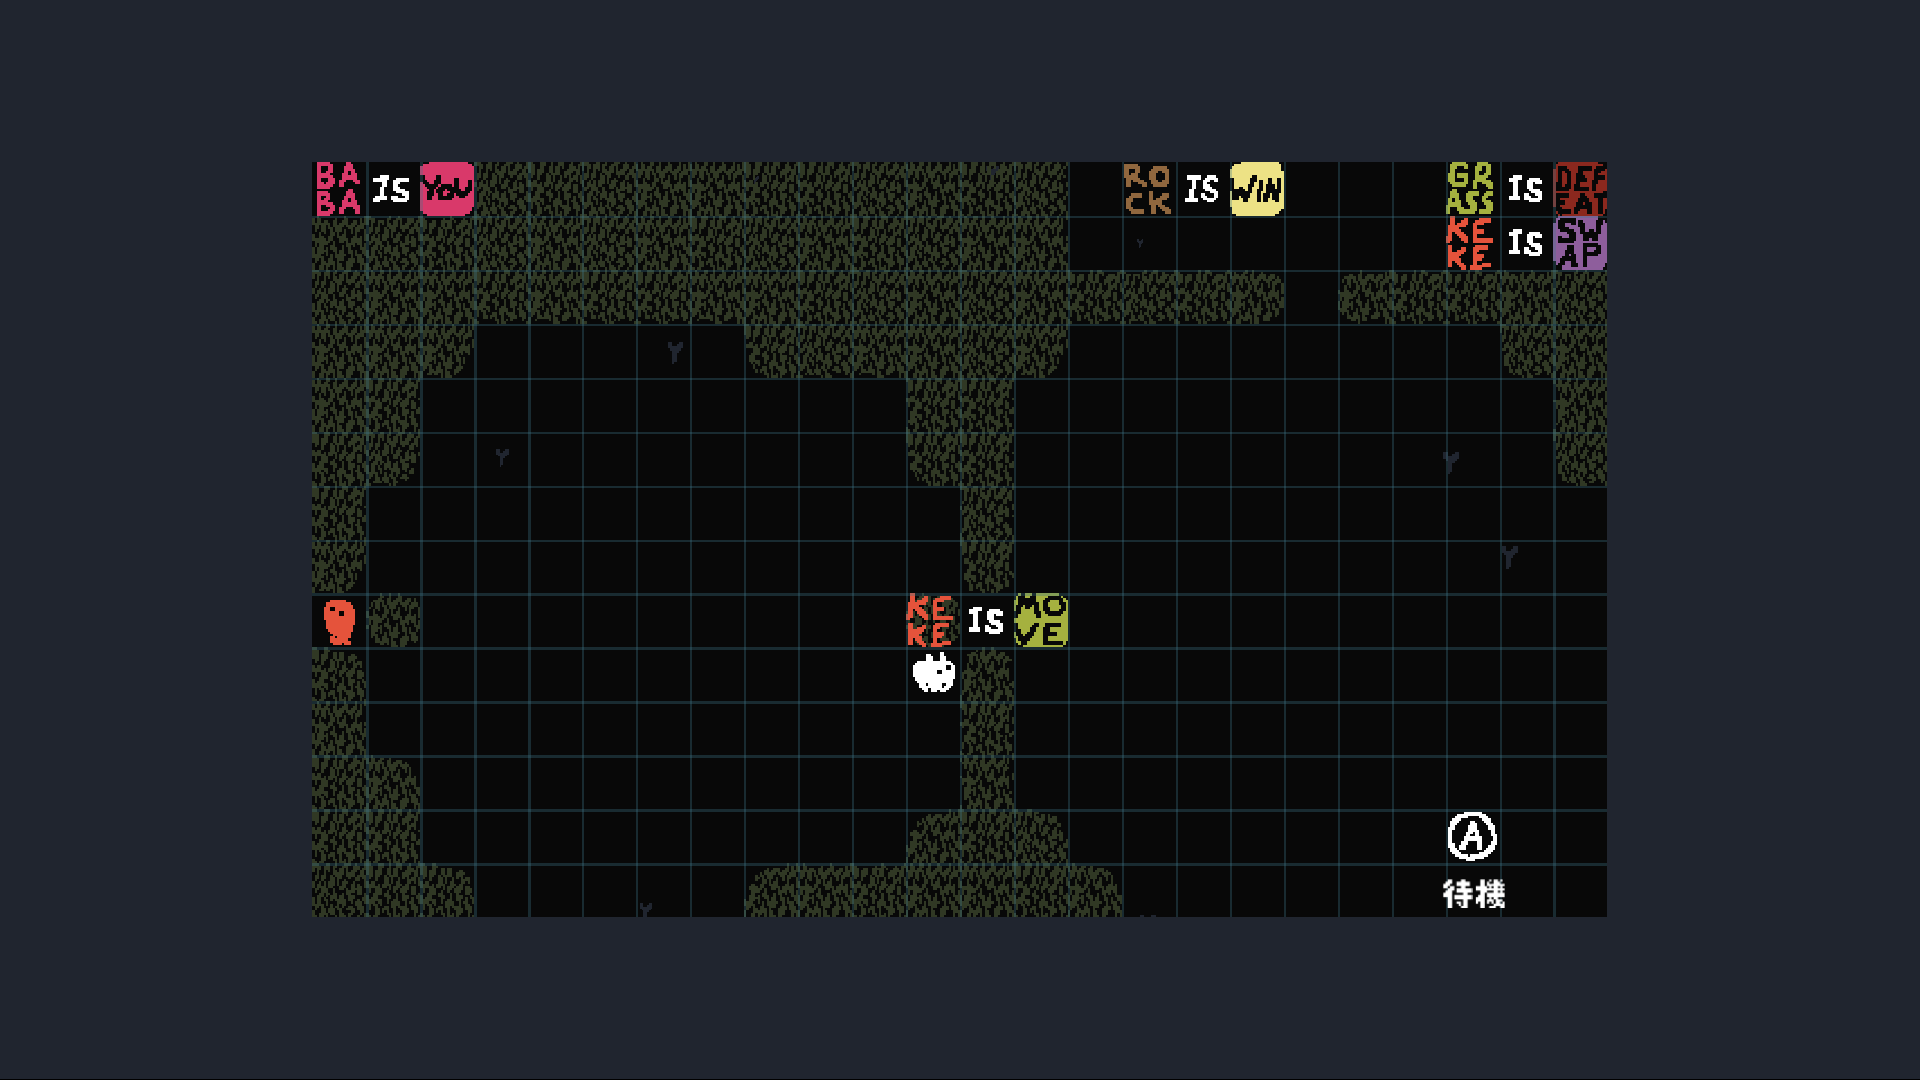 BABA IS YOU
ROCK IS WIN
GRASS IS DEFEAT
KEKE IS SWAP
KEKE IS MOVE
A
待機